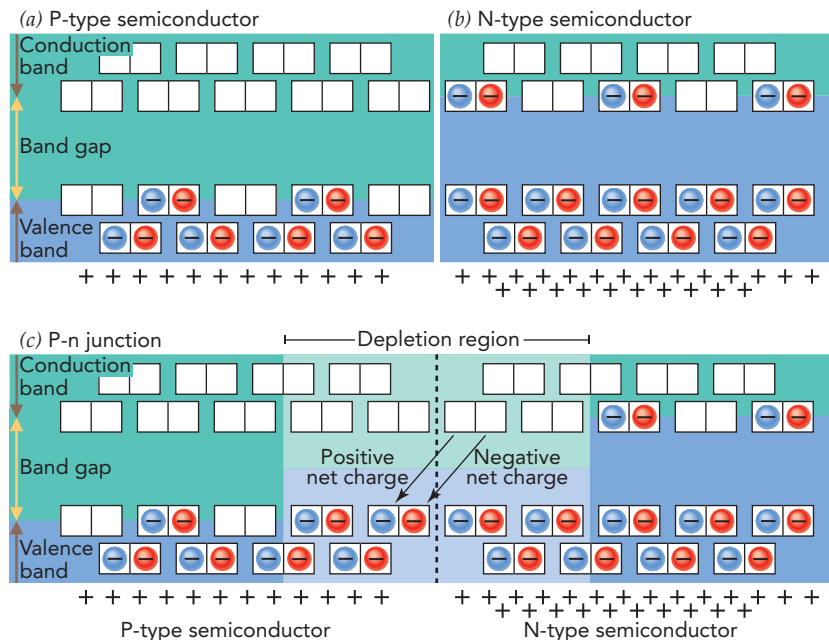 (a) P-type semiconductor
Conduction
band
Band gap
Valence
band
+ + + + + + + + + + + +
(b) N-type semiconductor
(c) P-n junction
Depletion region
Conduction
band
Band gap
Valence
band
Positive
net charge
Negative
net charge
+ + + + + + + + + + + +
P-type semiconductor
N-type semiconductor